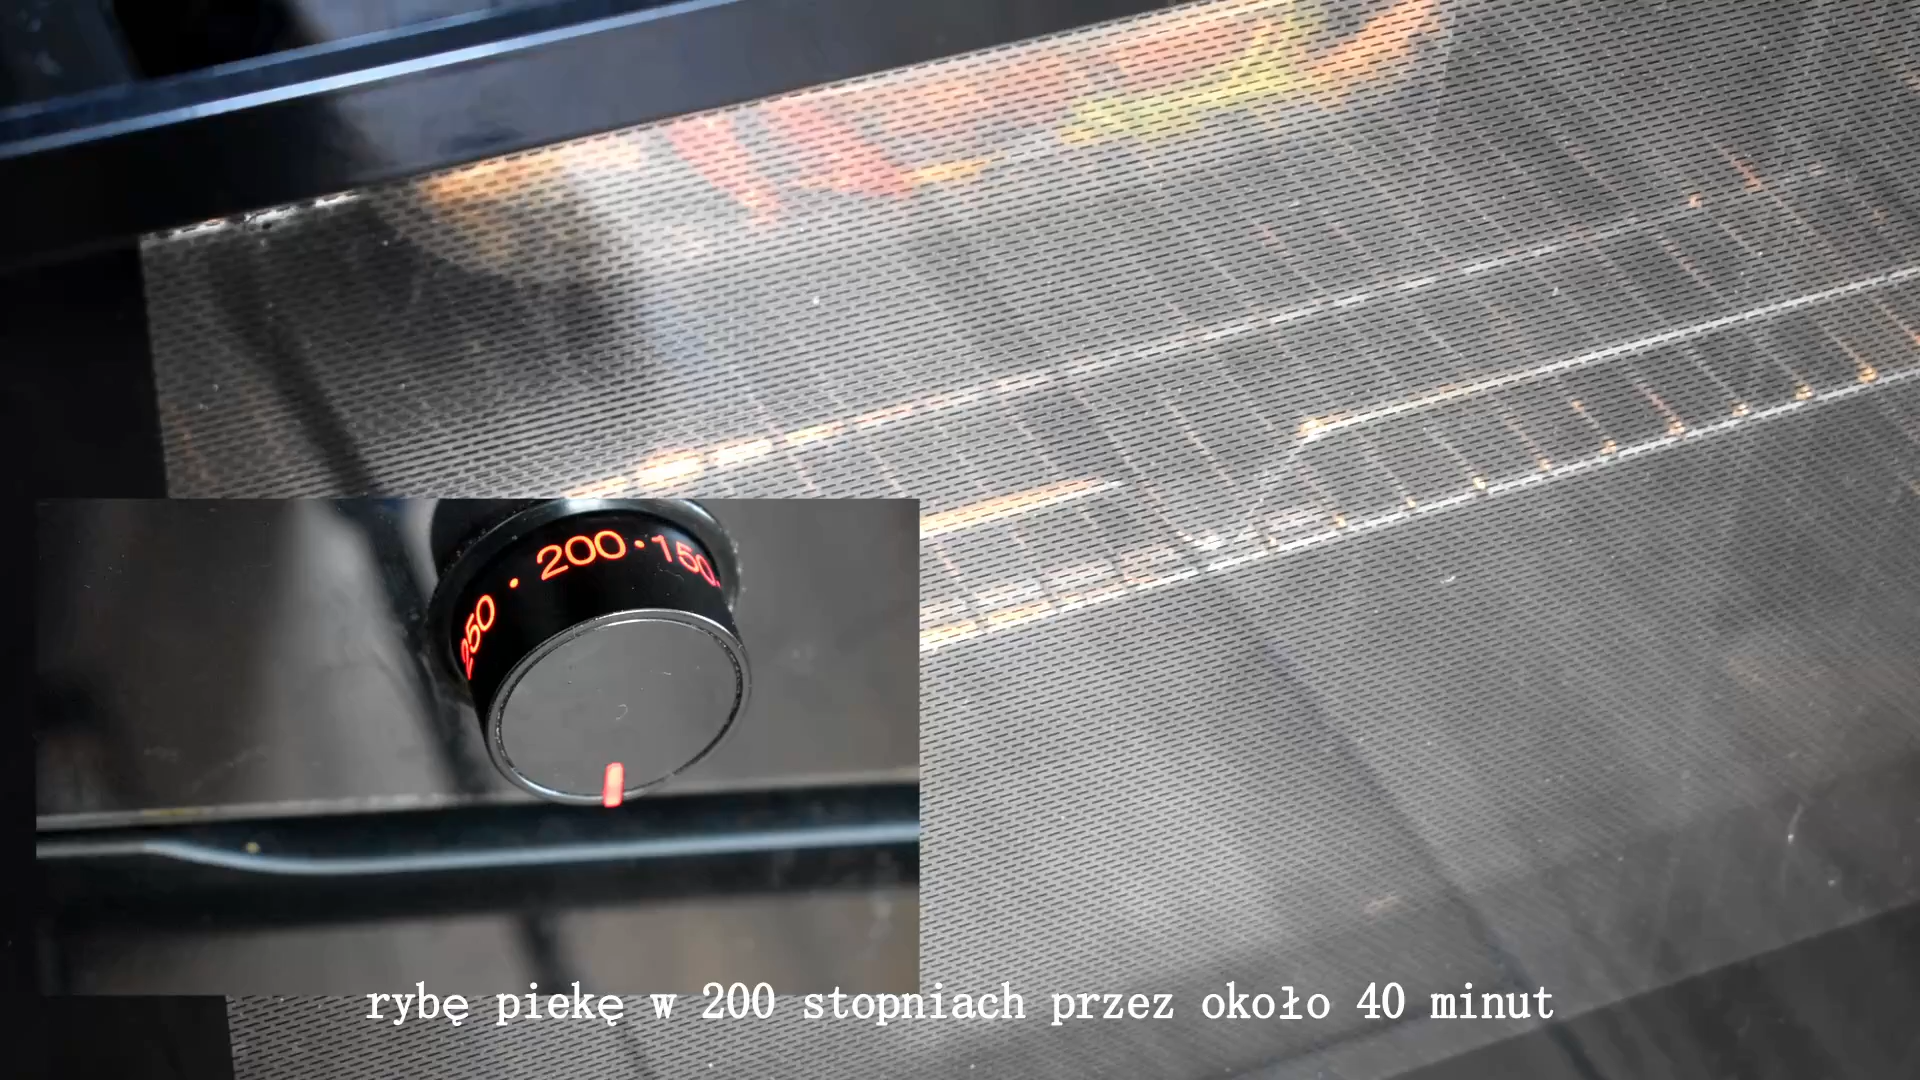 250 · 200 · 150
rybę piekę w 200 stopniach przez około 40 minut